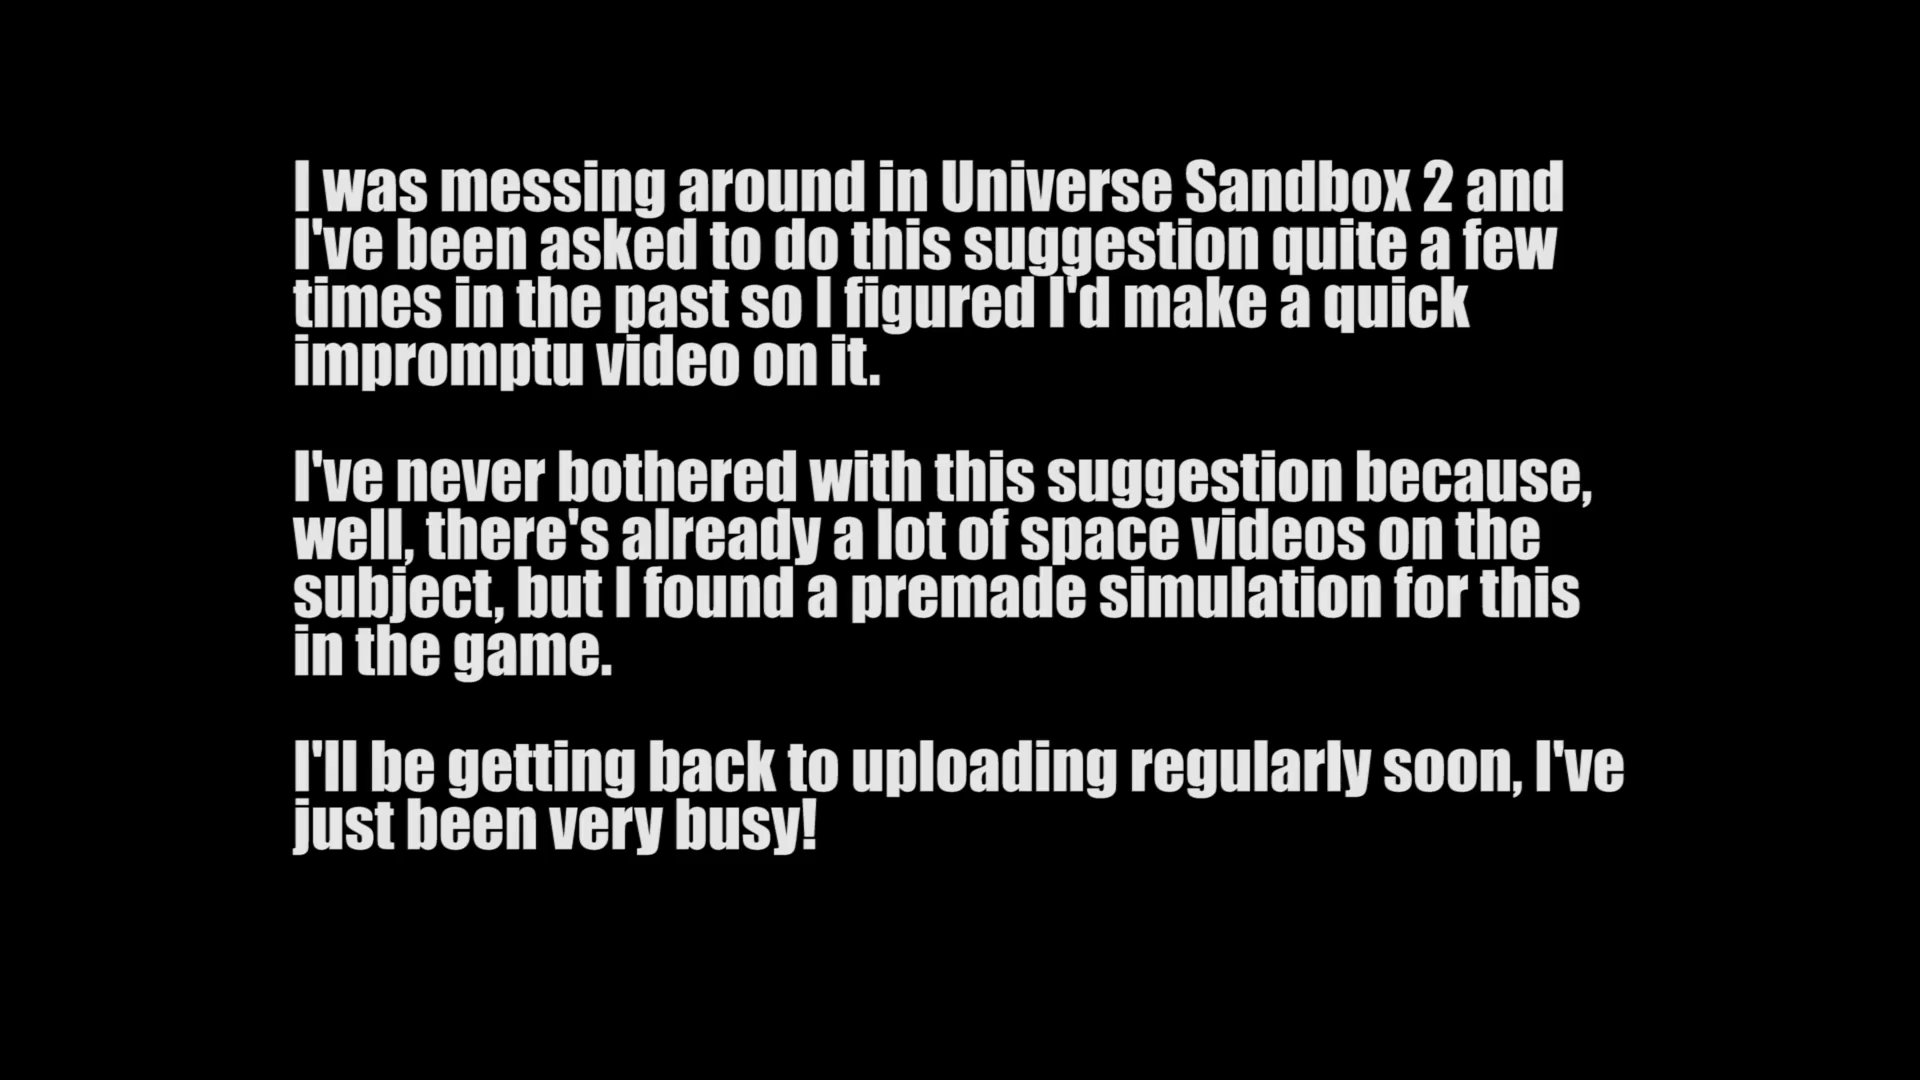 I was messing around in Universe Sandbox 2 and
I've been asked to do this suggestion quite a few
times in the past so I figured I'd make a quick
impromptu video on it.
I've never bothered with this suggestion because,
well, there's already a lot of space videos on the
subject, but I found a premade simulation for this
in the game.
I'll be getting back to uploading regularly soon, I've
just been very busy!